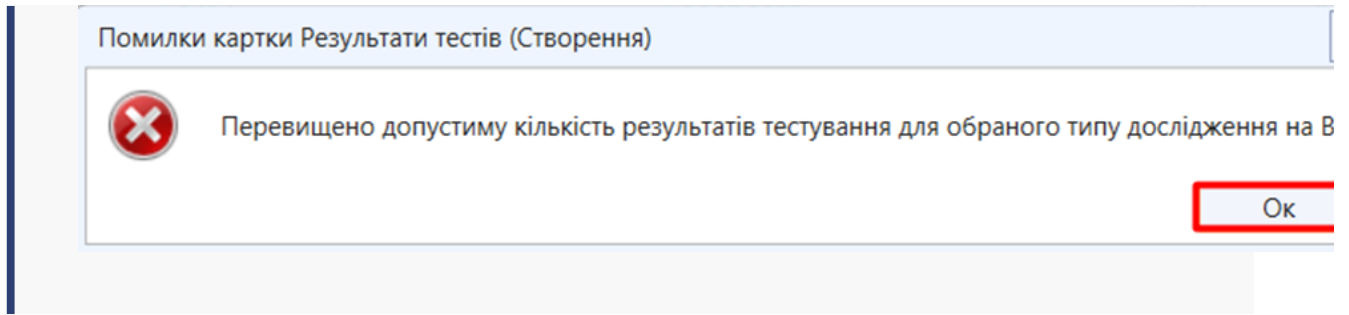 Помилки картки Результати тестів (Створення)
Перевищено допустиму кількість результатів тестування для обраного типу дослідження на
Ок